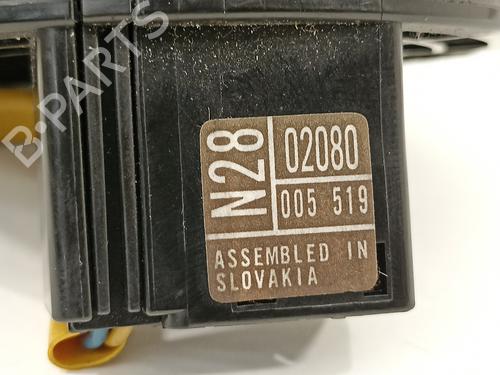 B-PARTS
N28
02080
005 519
ASSEMBLED IN
SLOVAKIA